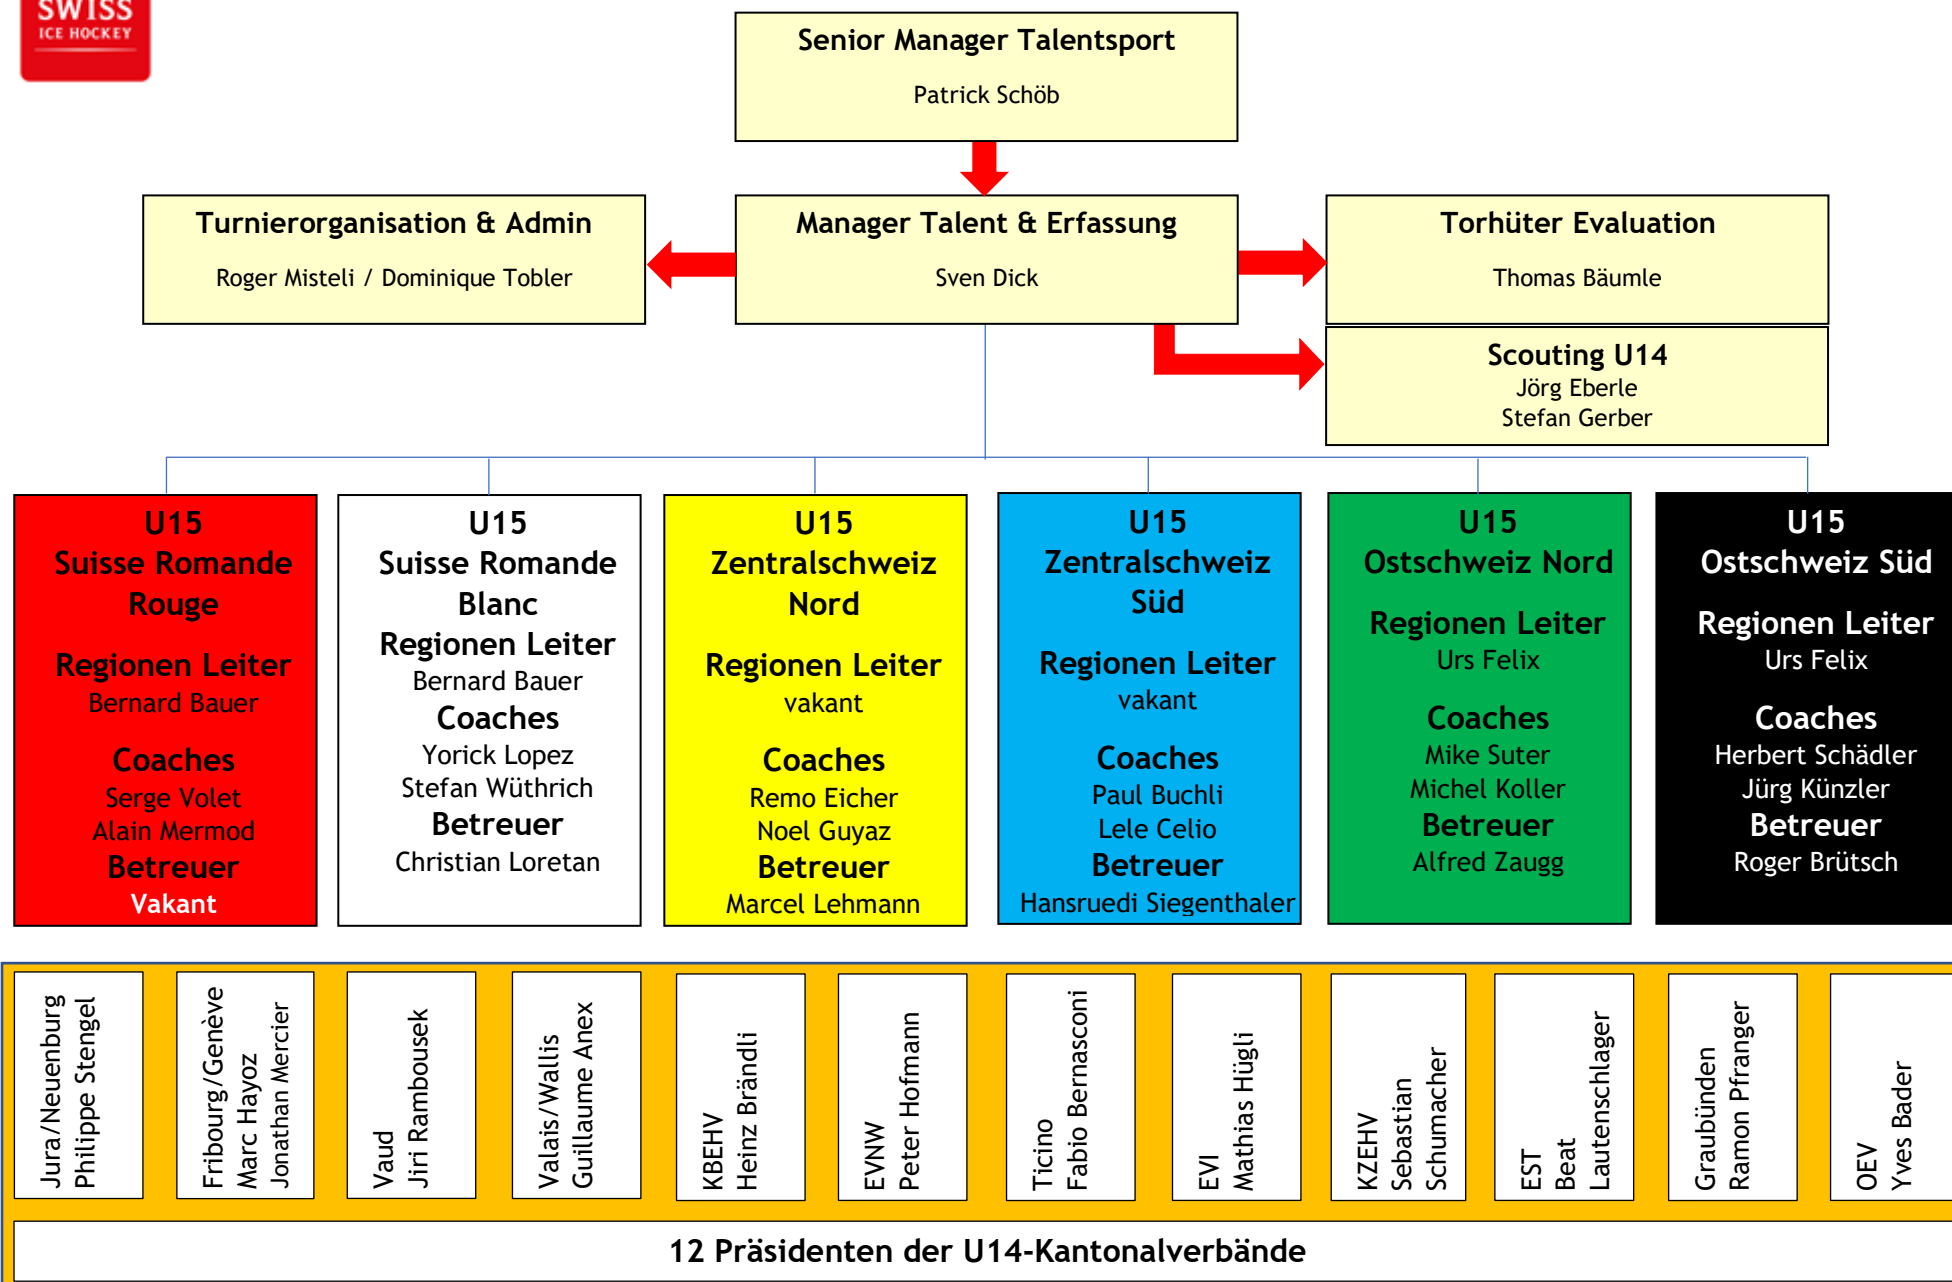 SWISS
ICE HOCKEY
Senior Manager Talentsport
Patrick Schöb
Turnierorganisation & Admin
Roger Misteli / Dominique Tobler
Manager Talent & Erfassung
Sven Dick
Torhüter Evaluation
Thomas Bäumle
Scouting U14
Jörg Eberle
Stefan Gerber
U15
Suisse Romande
Rouge
Regionen Leiter
Bernard Bauer
Coaches
Serge Volet
Alain Mermod
Betreuer
Vakant
U15
Suisse Romande
Blanc
Regionen Leiter
Bernard Bauer
Coaches
Yorick Lopez
Stefan Wüthrich
Betreuer
Christian Loretan
U15
Zentralschweiz
Nord
Regionen Leiter
vakant
Coaches
Remo Eicher
Noel Guyaz
Betreuer
Marcel Lehmann
U15
Zentralschweiz
Süd
Regionen Leiter
vakant
Coaches
Paul Buchli
Lele Celio
Betreuer
Hansruedi Siegenthaler
U15
Ostschweiz Nord
Regionen Leiter
Urs Felix
Coaches
Mike Suter
Michel Koller
Betreuer
Alfred Zaugg
U15
Ostschweiz Süd
Regionen Leiter
Urs Felix
Coaches
Herbert Schädler
Jürg Künzler
Betreuer
Roger Brütsch
Jura/Neuenburg
Philippe Stengel
Fribourg/Genève
Marc Hayoz
Jonathan Mercier
Vaud
Jiri Rambousek
Valais/Wallis
Guillaume Anex
KBEHV
Heinz Brändli
EVNW
Peter Hofmann
Ticino
Fabio Bernasconi
EVI
Mathias Hügli
KZEHV
Sebastian
Schumacher
EST
Beat
Lautenschlager
Graubünden
Ramon Pfranger
OEV
Yves Bader
12 Präsidenten der U14-Kantonalverbände